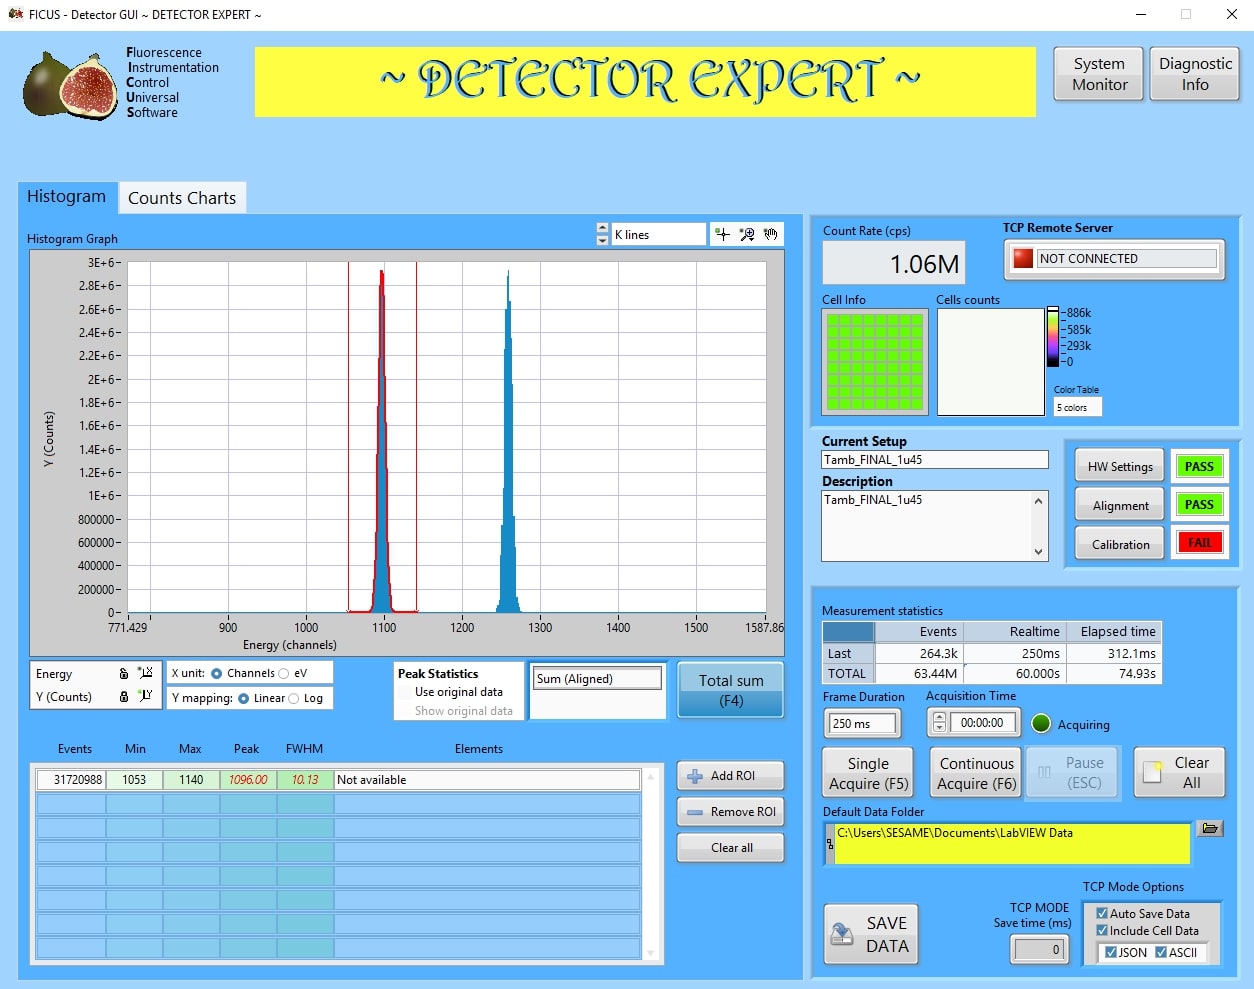 FICUS - Detector GUI ~ DETECTOR EXPERT ~
Fluorescence
Instrumentation
Control
Universal
Software
~ DETECTOR EXPERT ~
System
Monitor
Diagnostic
Info
Histogram
Counts Charts
Histogram Graph
K lines
3E+6
2.8E+6
2.6E+6
2.4E+6
2.2E+6
2E+6
1.8E+6
1.6E+6
1.4E+6
1.2E+6
1E+6
800000
600000
400000
200000
0
Y (Counts)
771.429 900 1000 1100 1200 1300 1400 1500 1587.86
Energy (channels)
Energy
Y (Counts)
X unit: Channels eV
Y mapping: Linear Log
Peak Statistics
Use original data
Show original data
Sum (Aligned)
Total sum
(F4)
Events Min Max Peak FWHM Elements
31720988 1053 1140 1096.00 10.13 Not available
Add ROI
Remove ROI
Clear all
Count Rate (cps)
1.06M
TCP Remote Server
NOT CONNECTED
Cell Info
Cells counts
886k
585k
293k
0
Color Table
5 colors
Current Setup
Tamb_FINAL_1u45
Description
Tamb_FINAL_1u45
HW Settings PASS
Alignment PASS
Calibration FAIL
Measurement statistics
Events Realtime Elapsed time
Last 264.3k 250ms 312.1ms
TOTAL 63.44M 60.000s 74.93s
Frame Duration
250 ms
Acquisition Time
00:00:00
Acquiring
Single
Acquire (F5)
Continuous
Acquire (F6)
Pause
(ESC)
Clear
All
Default Data Folder
C:\Users\SESAME\Documents\LabVIEW Data
SAVE
DATA
TCP MODE
Save time (ms)
0
TCP Mode Options
Auto Save Data
Include Cell Data
JSON ASCII